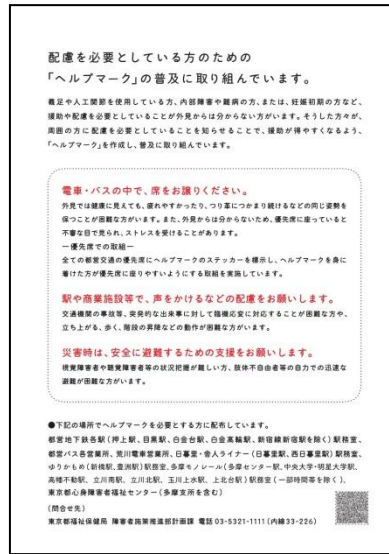 配慮を必要としている方のための
「ヘルプマーク」の普及に取り組んでいます。
義足や人工関節を使用している方、内部障害や難病の方、または、妊娠初期の方など、
援助や配慮を必要としていることが外見からは分からない方がいます。そうした方々が、
周囲の方に配慮を必要としていることを知らせることで、援助が得やすくなるよう、
「ヘルプマーク」を作成し、普及に取り組んでいます。
電車・バスの中で、席をお譲りください。
外見では健康に見えても、疲れやすかったり、つり革につかまり続けるなどの同じ姿勢を
保つことが困難な方がいます。また、外見からは分からないため、優先席に座っていると
不審な目で見られ、ストレスを受けることがあります。
ー優先席での取組ー
全ての都営交通の優先席にヘルプマークのステッカーを標示し、ヘルプマークを身に
着けた方が優先席に座りやすいようにする取組を実施しています。
駅や商業施設等で、声をかけるなどの配慮をお願いします。
交通機関の事故等、突発的な出来事に対して臨機応変に対応することが困難な方や、
立ち上がる、歩く、階段の昇降などの動作が困難な方がいます。
災害時は、安全に避難するための支援をお願いします。
視覚障害者や聴覚障害者等の状況把握が難しい方、肢体不自由者等の自力での迅速な
避難が困難な方がいます。
●下記の場所でヘルプマークを必要とする方に配布しています。
都営地下鉄各駅(押上駅、目黒駅、白金台駅、白金高輪駅、新宿線新宿駅を除く)駅務室、
都営バス各営業所、荒川電車営業所、日暮里・舎人ライナー(日暮里駅、西日暮里駅)駅務室、
ゆりかもめ(新橋駅、豊洲駅)駅務室、多摩モノレール(多摩センター駅、中央大学・明星大学駅、
高幡不動駅、立川南駅、立川北駅、玉川上水駅、上北台駅)駅務室(一部時間等を除く)、
東京都心身障害者福祉センター(多摩支所を含む)
(問合せ先)
東京都福祉保健局 障害者施策推進部計画課 電話 03-5321-1111(内線33-226)